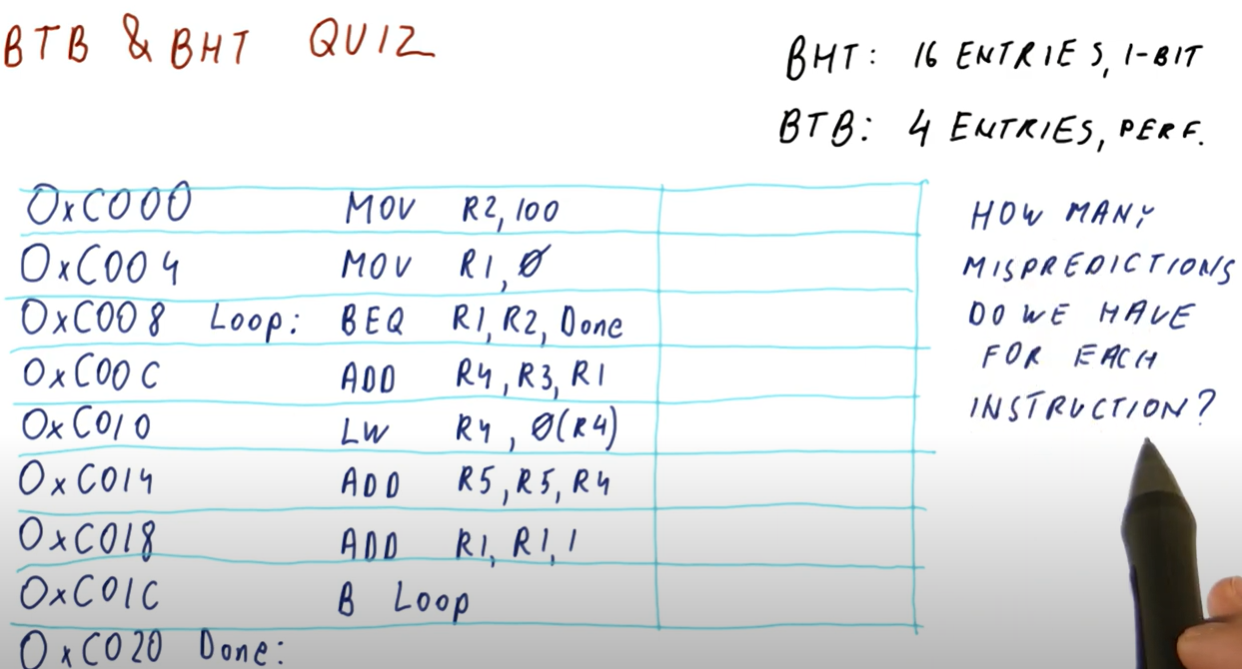 BTB & BHT QUIZ
BHT: 16 ENTRIES, 1-BIT
BTB: 4 ENTRIES, PERF.
0xC000 MOV R2, 100
0xC004 MOV R1, 0
0xC008 Loop: BEQ R1, R2, Done
0xC00C ADD R4, R3, R1
0xC010 LW R4, 0(R4)
0xC014 ADD R5, R5, R4
0xC018 ADD R1, R1, 1
0xC01C B Loop
0xC020 Done:
HOW MANY
MISPREDICTIONS
DO WE HAVE
FOR EACH
INSTRUCTION?